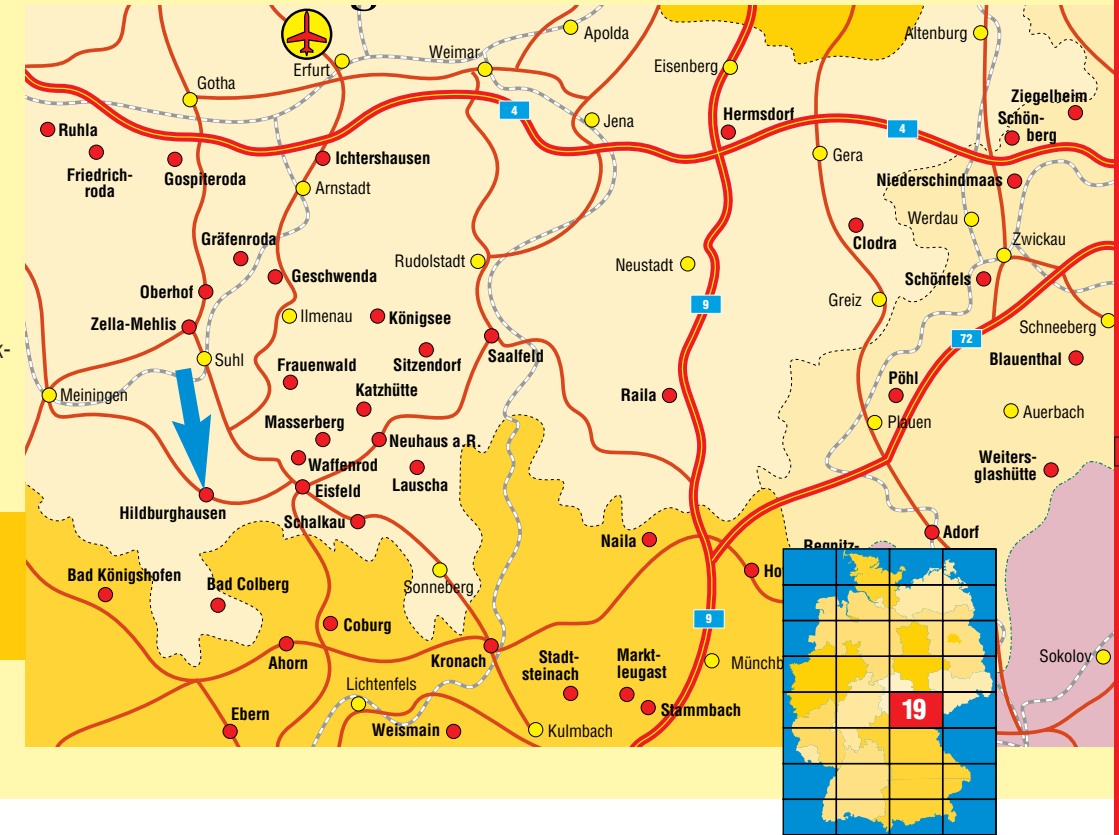 Apolda
Altenburg
Weimar
Erfurt
Eisenberg
Gotha
Ziegelheim
4
Hermsdorf
Schön-
berg
Ruhla
Jena
4
Ichtershausen
Gera
Friedrich-
roda
Gospiteroda
Arnstadt
Niederschindmaas
Werdau
Gräfenroda
Clodra
Zwickau
Rudolstadt
Neustadt
Geschwenda
Schönfels
Oberhof
Greiz
9
Zella-Mehlis
Ilmenau
Königsee
Schneeberg
72
k-
Suhl
Sitzendorf
Saalfeld
Blauenthal
Frauenwald
Pöhl
Katzhütte
Meiningen
Raila
Auerbach
Masserberg
Plauen
Neuhaus a.R.
Waffenrod
Weiters-
glashütte
Lauscha
Eisfeld
Hildburghausen
Schalkau
Adorf
Naila
Regnitz-
Bad Königshofen
Ho
Bad Colberg
Sonneberg
9
Coburg
Sokolov
Ahorn
Kronach
Stadt-
steinach
Markt-
leugast
Münchb
Lichtenfels
Stammbach
19
Ebern
Weismain
Kulmbach